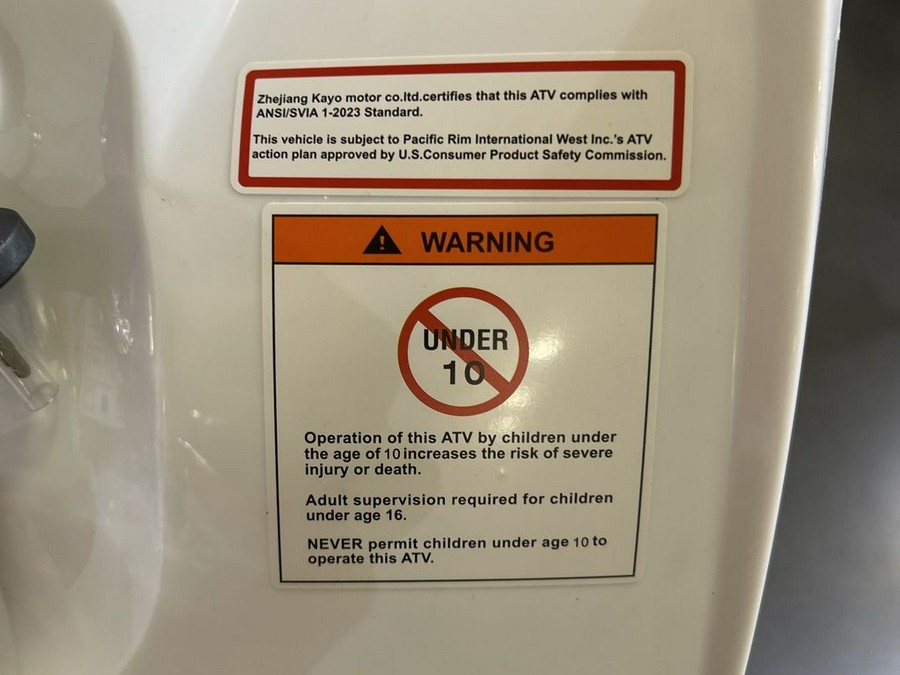 Zhejiang Kayo motor co.ltd.certifies that this ATV complies with
ANSI/SVIA 1-2023 Standard.
This vehicle is subject to Pacific Rim International West Inc.'s ATV
action plan approved by U.S.Consumer Product Safety Commission.
WARNING
UNDER
10
Operation of this ATV by children under
the age of 10 increases the risk of severe
injury or death.
Adult supervision required for children
under age 16.
NEVER permit children under age 10 to
operate this ATV.